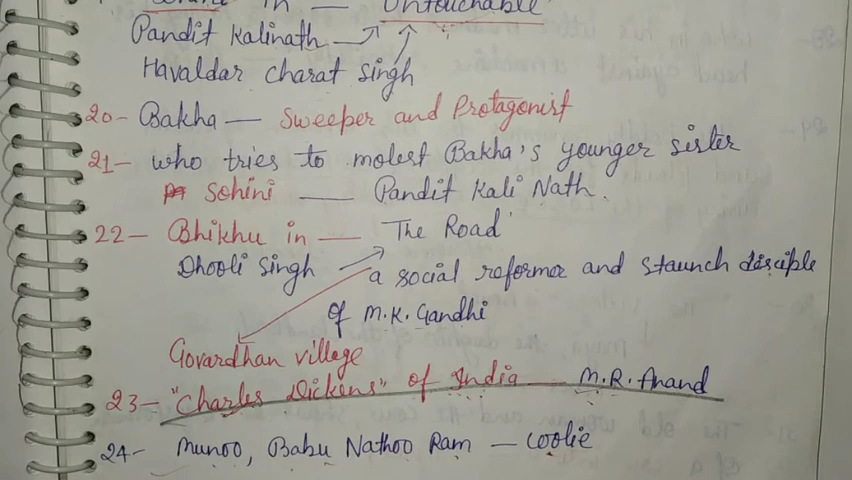 in — Untouchable
Pandit Kalinath
Havaldar Charat Singh
20- Bakha — Sweeper and Protagonist
21- who tries to molest Bakha's younger sister
Sohini — Pandit Kali Nath.
22- Bhikhu in — The Road
Dhooli Singh a social reformer and staunch disciple
of M.K. Gandhi
Govardhan village
23- "Charles Dickens" of India — M.R. Anand
24- Munoo, Babu Nathoo Ram — Coolie